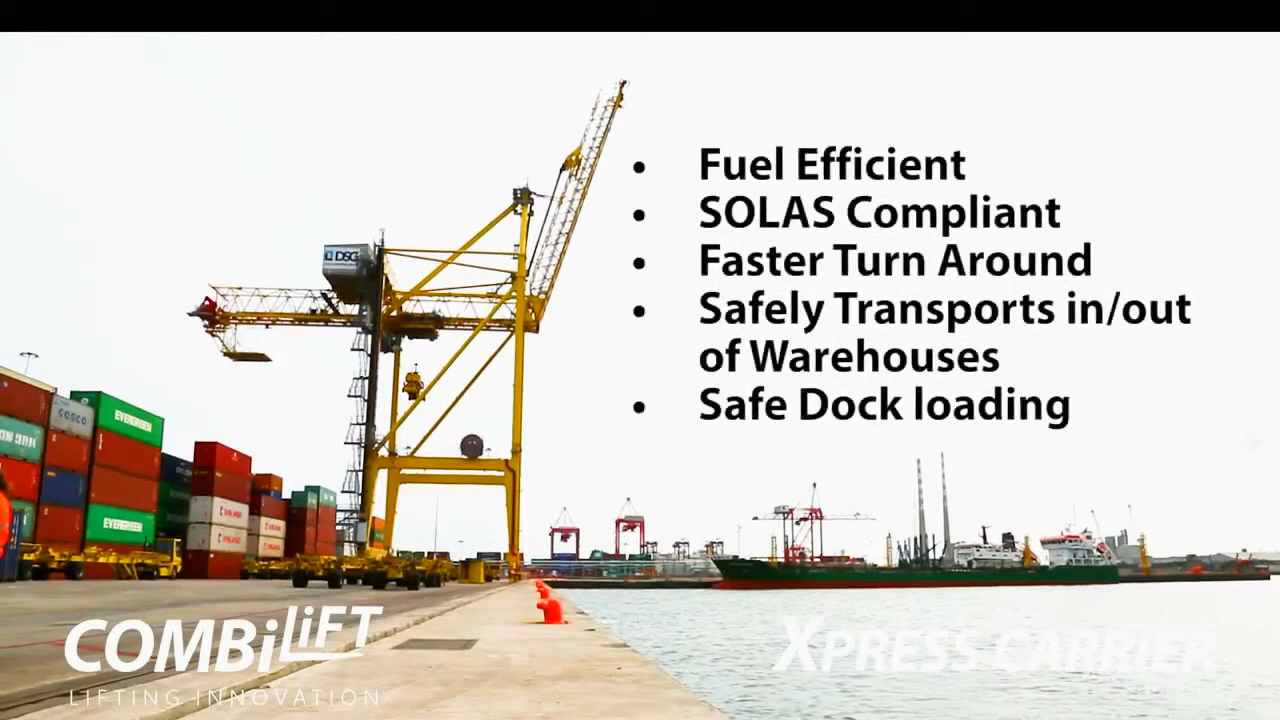 • Fuel Efficient
• SOLAS Compliant
• Faster Turn Around
• Safely Transports in/out
of Warehouses
• Safe Dock loading
DSG
COSCO
EVERGREEN
EVERGREEN
COMBiLiFT
LIFTING INNOVATION
XPRESS CARRIER